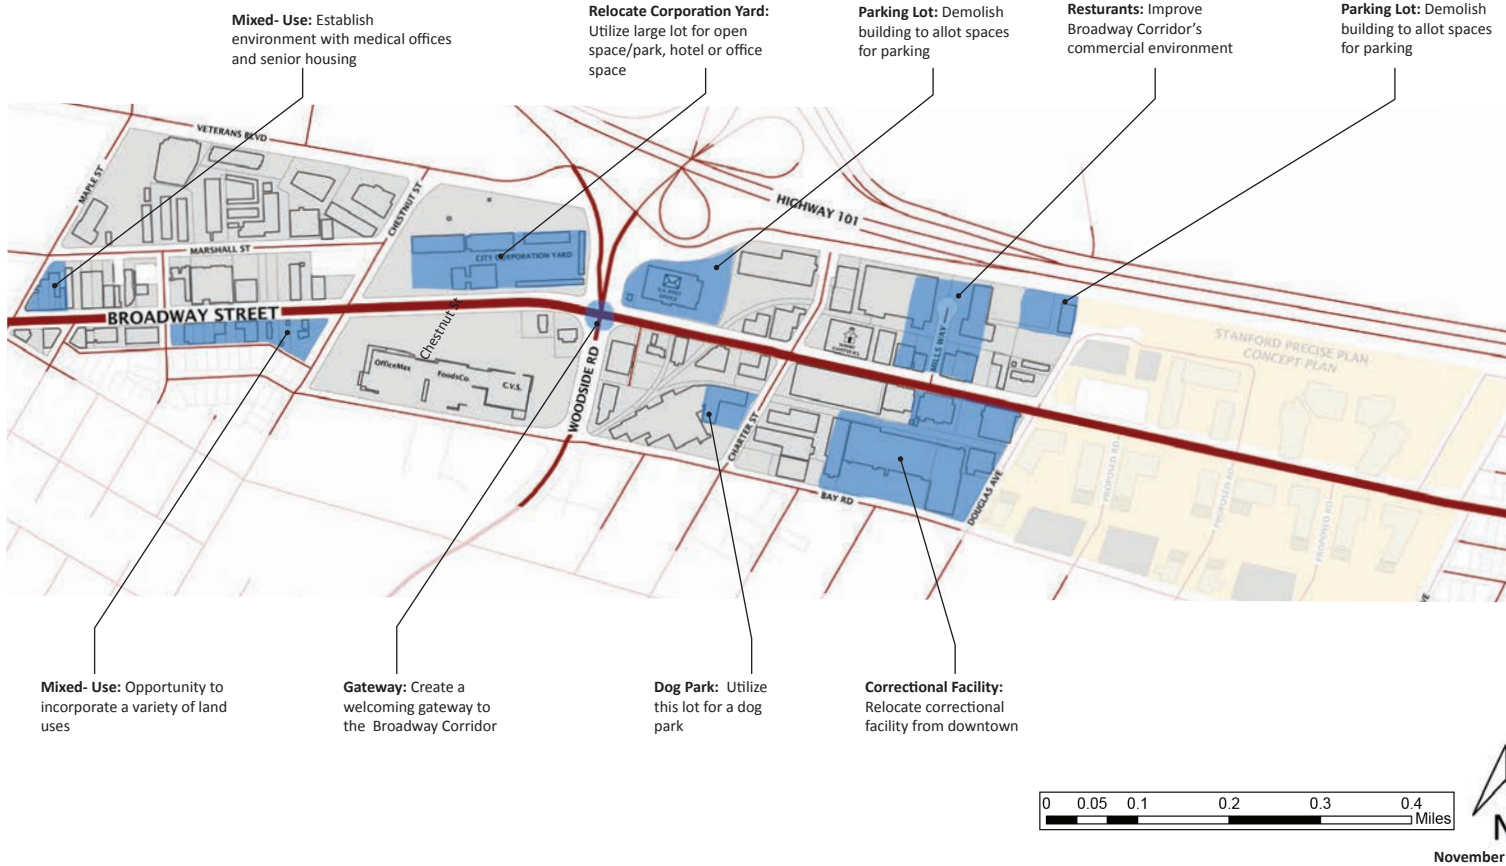 Mixed- Use: Establish
environment with medical offices
and senior housing
Relocate Corporation Yard:
Utilize large lot for open
space/park, hotel or office
space
Parking Lot: Demolish
building to allot spaces
for parking
Resturants: Improve
Broadway Corridor's
commercial environment
Parking Lot: Demolish
building to allot spaces
for parking
VETERANS BLVD
MAPLE ST
CHESTNUT ST
MARSHALL ST
CITY CORPORATION YARD
HIGHWAY 101
U.S. POST
OFFICE
BROADWAY STREET
Chestnut St
OfficeMax
FoodsCo.
C.V.S.
WOODSIDE RD
MILLS WAY
CHARTER ST
BAY RD
DOUGLAS AVE
STANFORD PRECISE PLAN
CONCEPT PLAN
PROPOSED RD
PROPOSED RD
PROPOSED RD
VE
Mixed- Use: Opportunity to
incorporate a variety of land
uses
Gateway: Create a
welcoming gateway to
the Broadway Corridor
Dog Park: Utilize
this lot for a dog
park
Correctional Facility:
Relocate correctional
facility from downtown
0 0.05 0.1 0.2 0.3 0.4
Miles
N
November